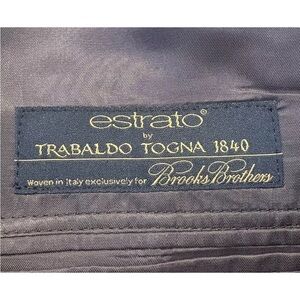 estrato®
by
TRABALDO TOGNA 1840
Woven in Italy exclusively for Brooks Brothers